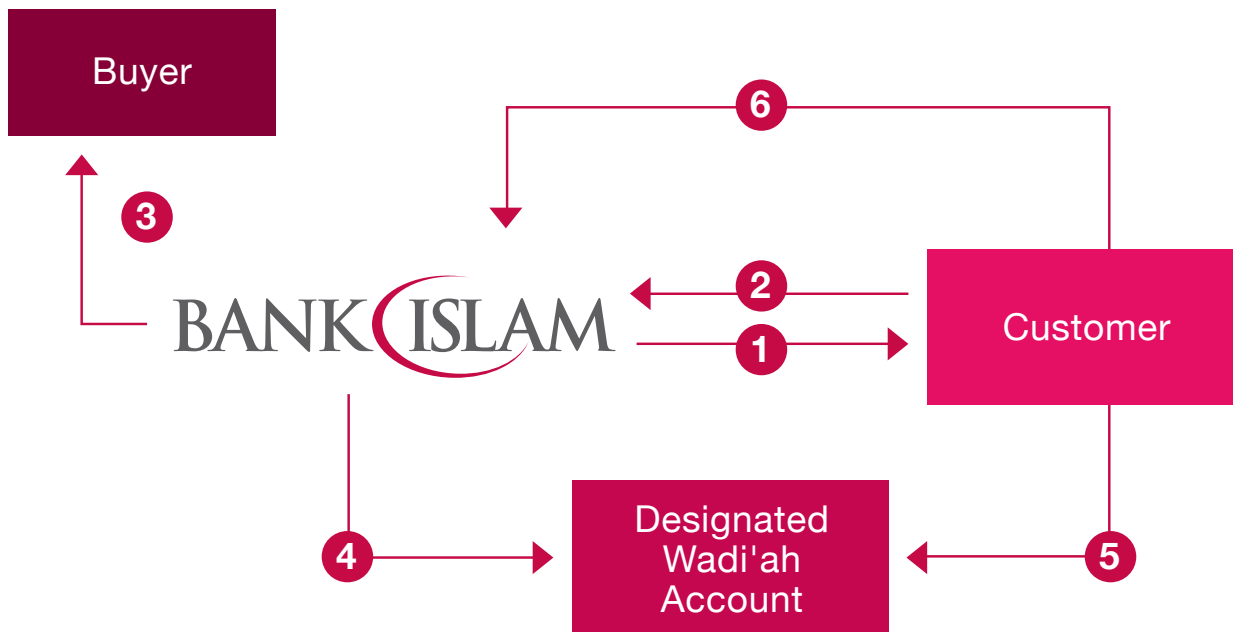 Buyer
6
3
2
BANK ISLAM
Customer
1
Designated
Wadi'ah
Account
4
5